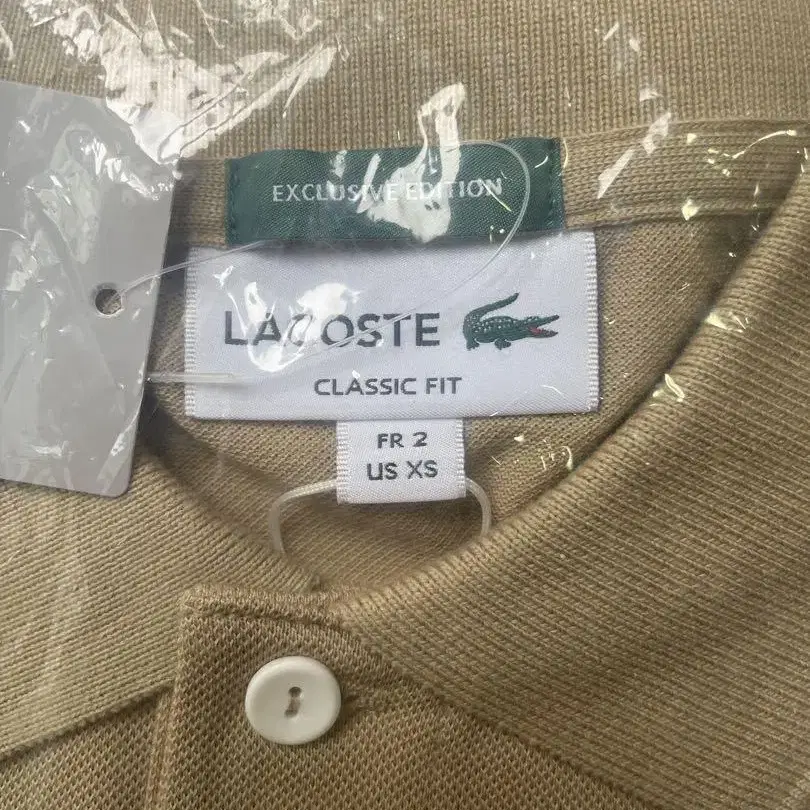 EXCLUSIVE EDITION
LACOSTE
CLASSIC FIT
FR 2
US XS